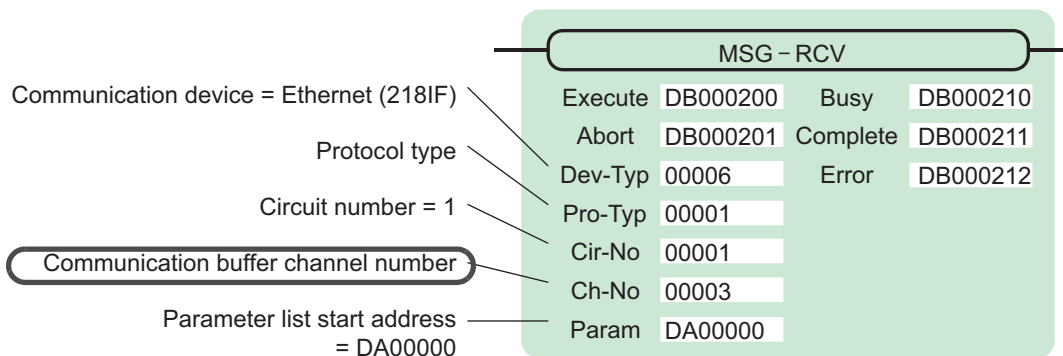 MSG－RCV
Communication device = Ethernet (218IF)
Protocol type
Circuit number = 1
Communication buffer channel number
Parameter list start address
= DA00000
Execute DB000200 Busy DB000210
Abort DB000201 Complete DB000211
Dev-Typ 00006 Error DB000212
Pro-Typ 00001
Cir-No 00001
Ch-No 00003
Param DA00000